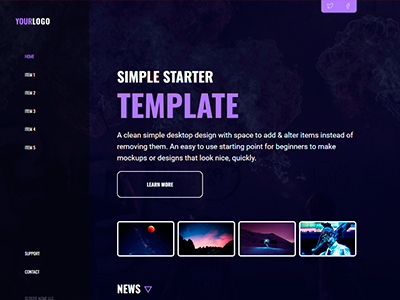 YOURLOGO
HOME
ITEM 1
ITEM 2
ITEM 3
ITEM 4
ITEM 5
SUPPORT
CONTACT
SIMPLE STARTER
TEMPLATE
A clean simple desktop design with space to add & alter items instead of
removing them. An easy to use starting point for beginners to make
mockups or designs that look nice, quickly.
LEARN MORE
NEWS